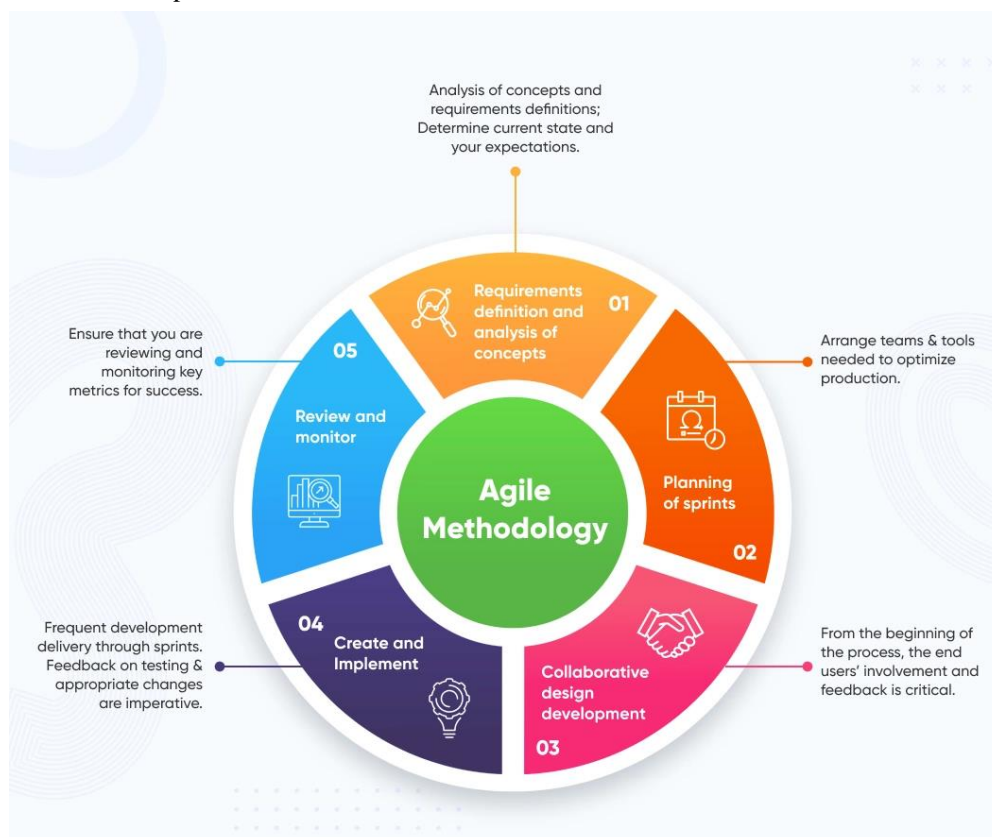 Analysis of concepts and
requirements definitions;
Determine current state and
your expectations.
Requirements
definition and
analysis of
concepts
01
Arrange teams & tools
needed to optimize
production.
Planning
of sprints
02
From the beginning of
the process, the end
users' involvement and
feedback is critical.
Collaborative
design
development
03
Frequent development
delivery through sprints.
Feedback on testing &
appropriate changes
are imperative.
04
Create and
Implement
Ensure that you are
reviewing and
monitoring key
metrics for success.
05
Review and
monitor
Agile
Methodology